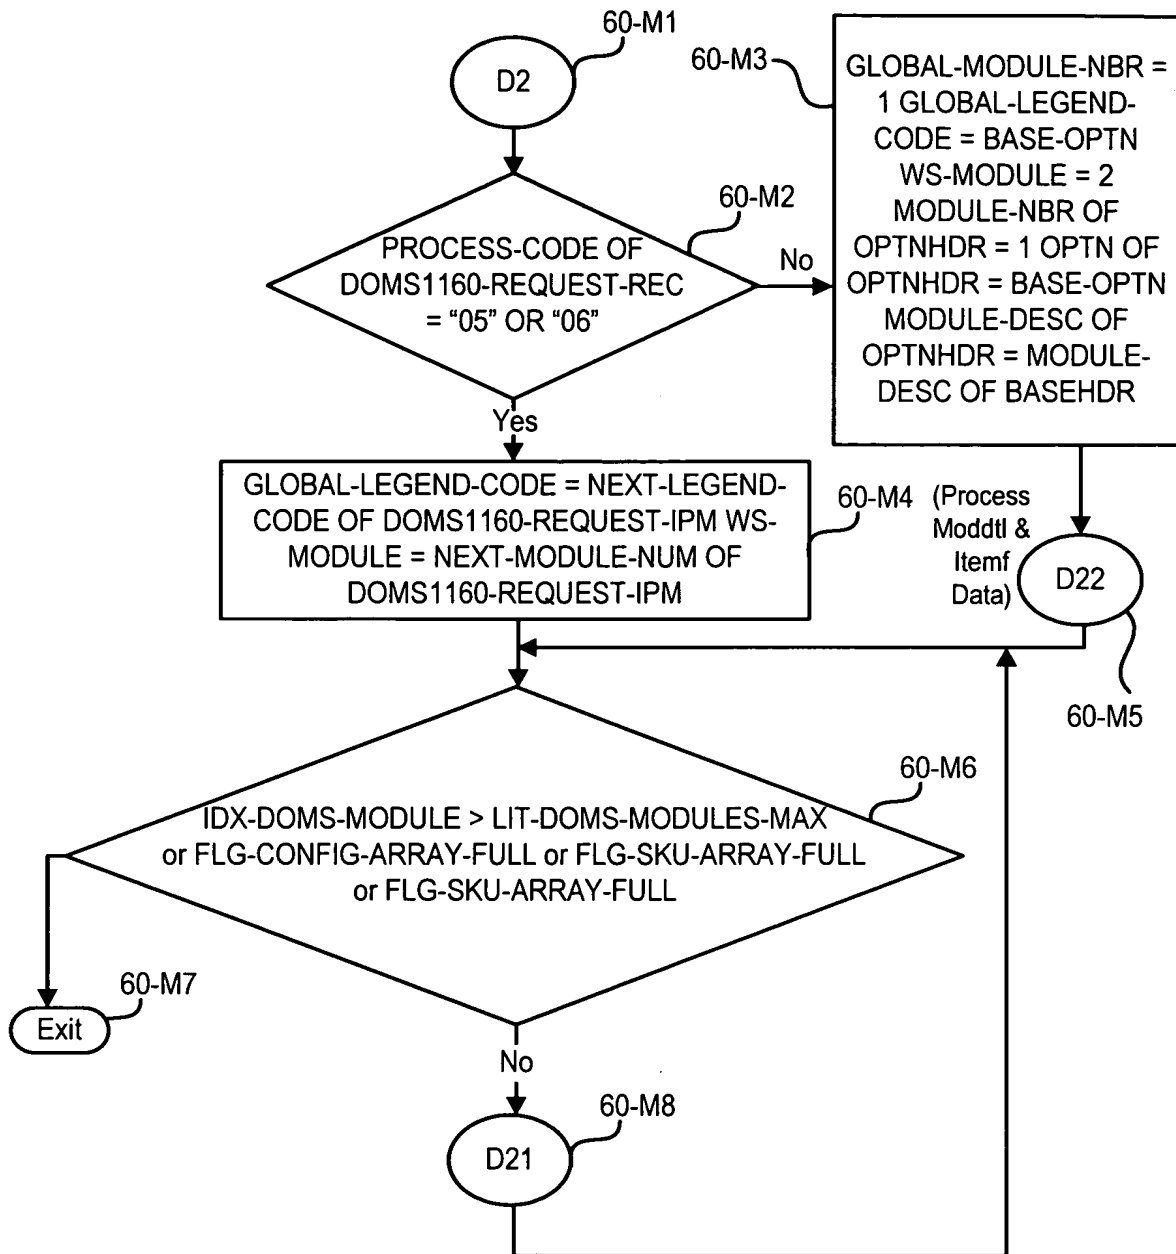 60-M1
D2
60-M3
GLOBAL-MODULE-NBR =
1 GLOBAL-LEGEND-
CODE = BASE-OPTN
WS-MODULE = 2
MODULE-NBR OF
OPTNHDR = 1 OPTN OF
OPTNHDR = BASE-OPTN
MODULE-DESC OF
OPTNHDR = MODULE-
DESC OF BASEHDR
60-M2
PROCESS-CODE OF
DOMS1160-REQUEST-REC
= “05” OR “06”
No
Yes
GLOBAL-LEGEND-CODE = NEXT-LEGEND-
CODE OF DOMS1160-REQUEST-IPM WS-
MODULE = NEXT-MODULE-NUM OF
DOMS1160-REQUEST-IPM
60-M4
(Process
Moddtl &
Itemf
Data)
D22
60-M5
60-M6
IDX-DOMS-MODULE > LIT-DOMS-MODULES-MAX
or FLG-CONFIG-ARRAY-FULL or FLG-SKU-ARRAY-FULL
or FLG-SKU-ARRAY-FULL
60-M7
Exit
No
60-M8
D21